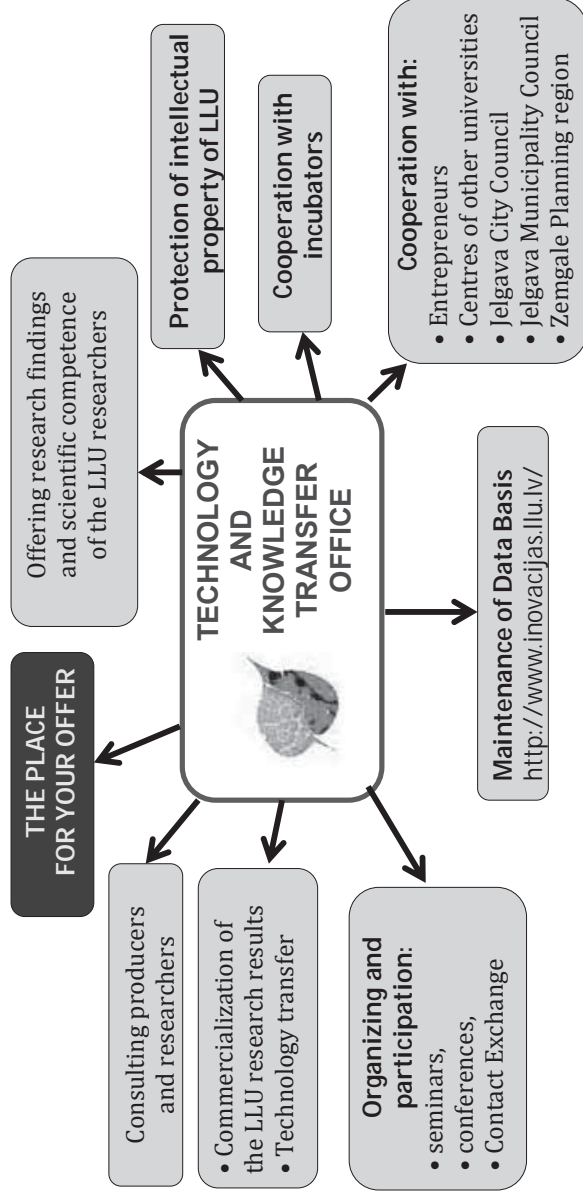 THE PLACE
FOR YOUR OFFER
Offering research findings
and scientific competence
of the LLU researchers
Protection of intellectual
property of LLU
Cooperation with
incubators
Cooperation with:
• Entrepreneurs
• Centres of other universities
• Jelgava City Council
• Jelgava Municipality Council
• Zemgale Planning region
TECHNOLOGY
AND
KNOWLEDGE
TRANSFER
OFFICE
Consulting producers
and researchers
• Commercialization of
the LLU research results
• Technology transfer
Organizing and
participation:
• seminars,
• conferences,
• Contact Exchange
Maintenance of Data Basis
http://www.inovacijas.llu.lv/